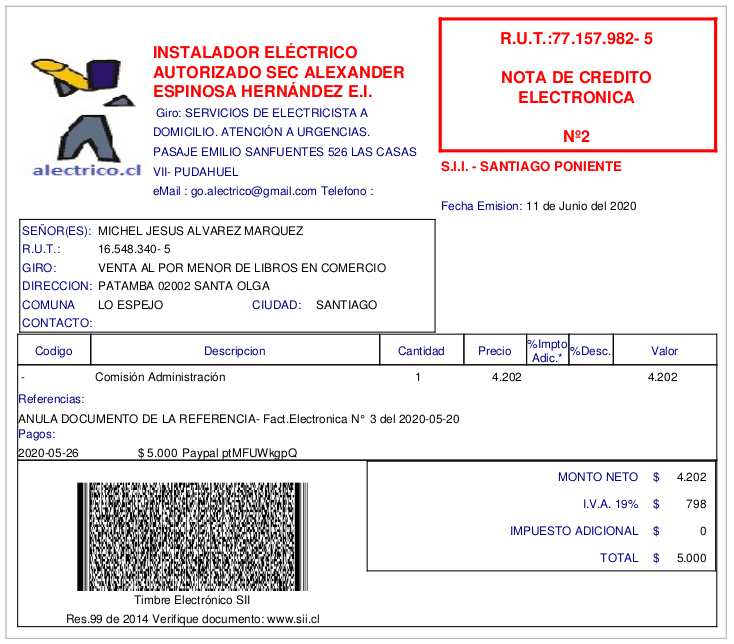 alectrico.cl
INSTALADOR ELÉCTRICO
AUTORIZADO SEC ALEXANDER
ESPINOSA HERNÁNDEZ E.I.
Giro: SERVICIOS DE ELECTRICISTA A
DOMICILIO. ATENCIÓN A URGENCIAS.
PASAJE EMILIO SANFUENTES 526 LAS CASAS
VII- PUDAHUEL
eMail : go.alectrico@gmail.com Telefono :
R.U.T.:77.157.982- 5
NOTA DE CREDITO
ELECTRONICA
Nº2
S.I.I. - SANTIAGO PONIENTE
Fecha Emision: 11 de Junio del 2020
SEÑOR(ES): MICHEL JESUS ALVAREZ MARQUEZ
R.U.T.: 16.548.340- 5
GIRO: VENTA AL POR MENOR DE LIBROS EN COMERCIO
DIRECCION: PATAMBA 02002 SANTA OLGA
COMUNA LO ESPEJO CIUDAD: SANTIAGO
CONTACTO:
Codigo Descripcion Cantidad Precio %Impto Adic.* %Desc. Valor
- Comisión Administración 1 4.202 4.202
Referencias:
ANULA DOCUMENTO DE LA REFERENCIA- Fact.Electronica N° 3 del 2020-05-20
Pagos:
2020-05-26 $ 5.000 Paypal ptMFUWkgpQ
MONTO NETO $ 4.202
I.V.A. 19% $ 798
IMPUESTO ADICIONAL $ 0
TOTAL $ 5.000
Timbre Electrónico SII
Res.99 de 2014 Verifique documento: www.sii.cl